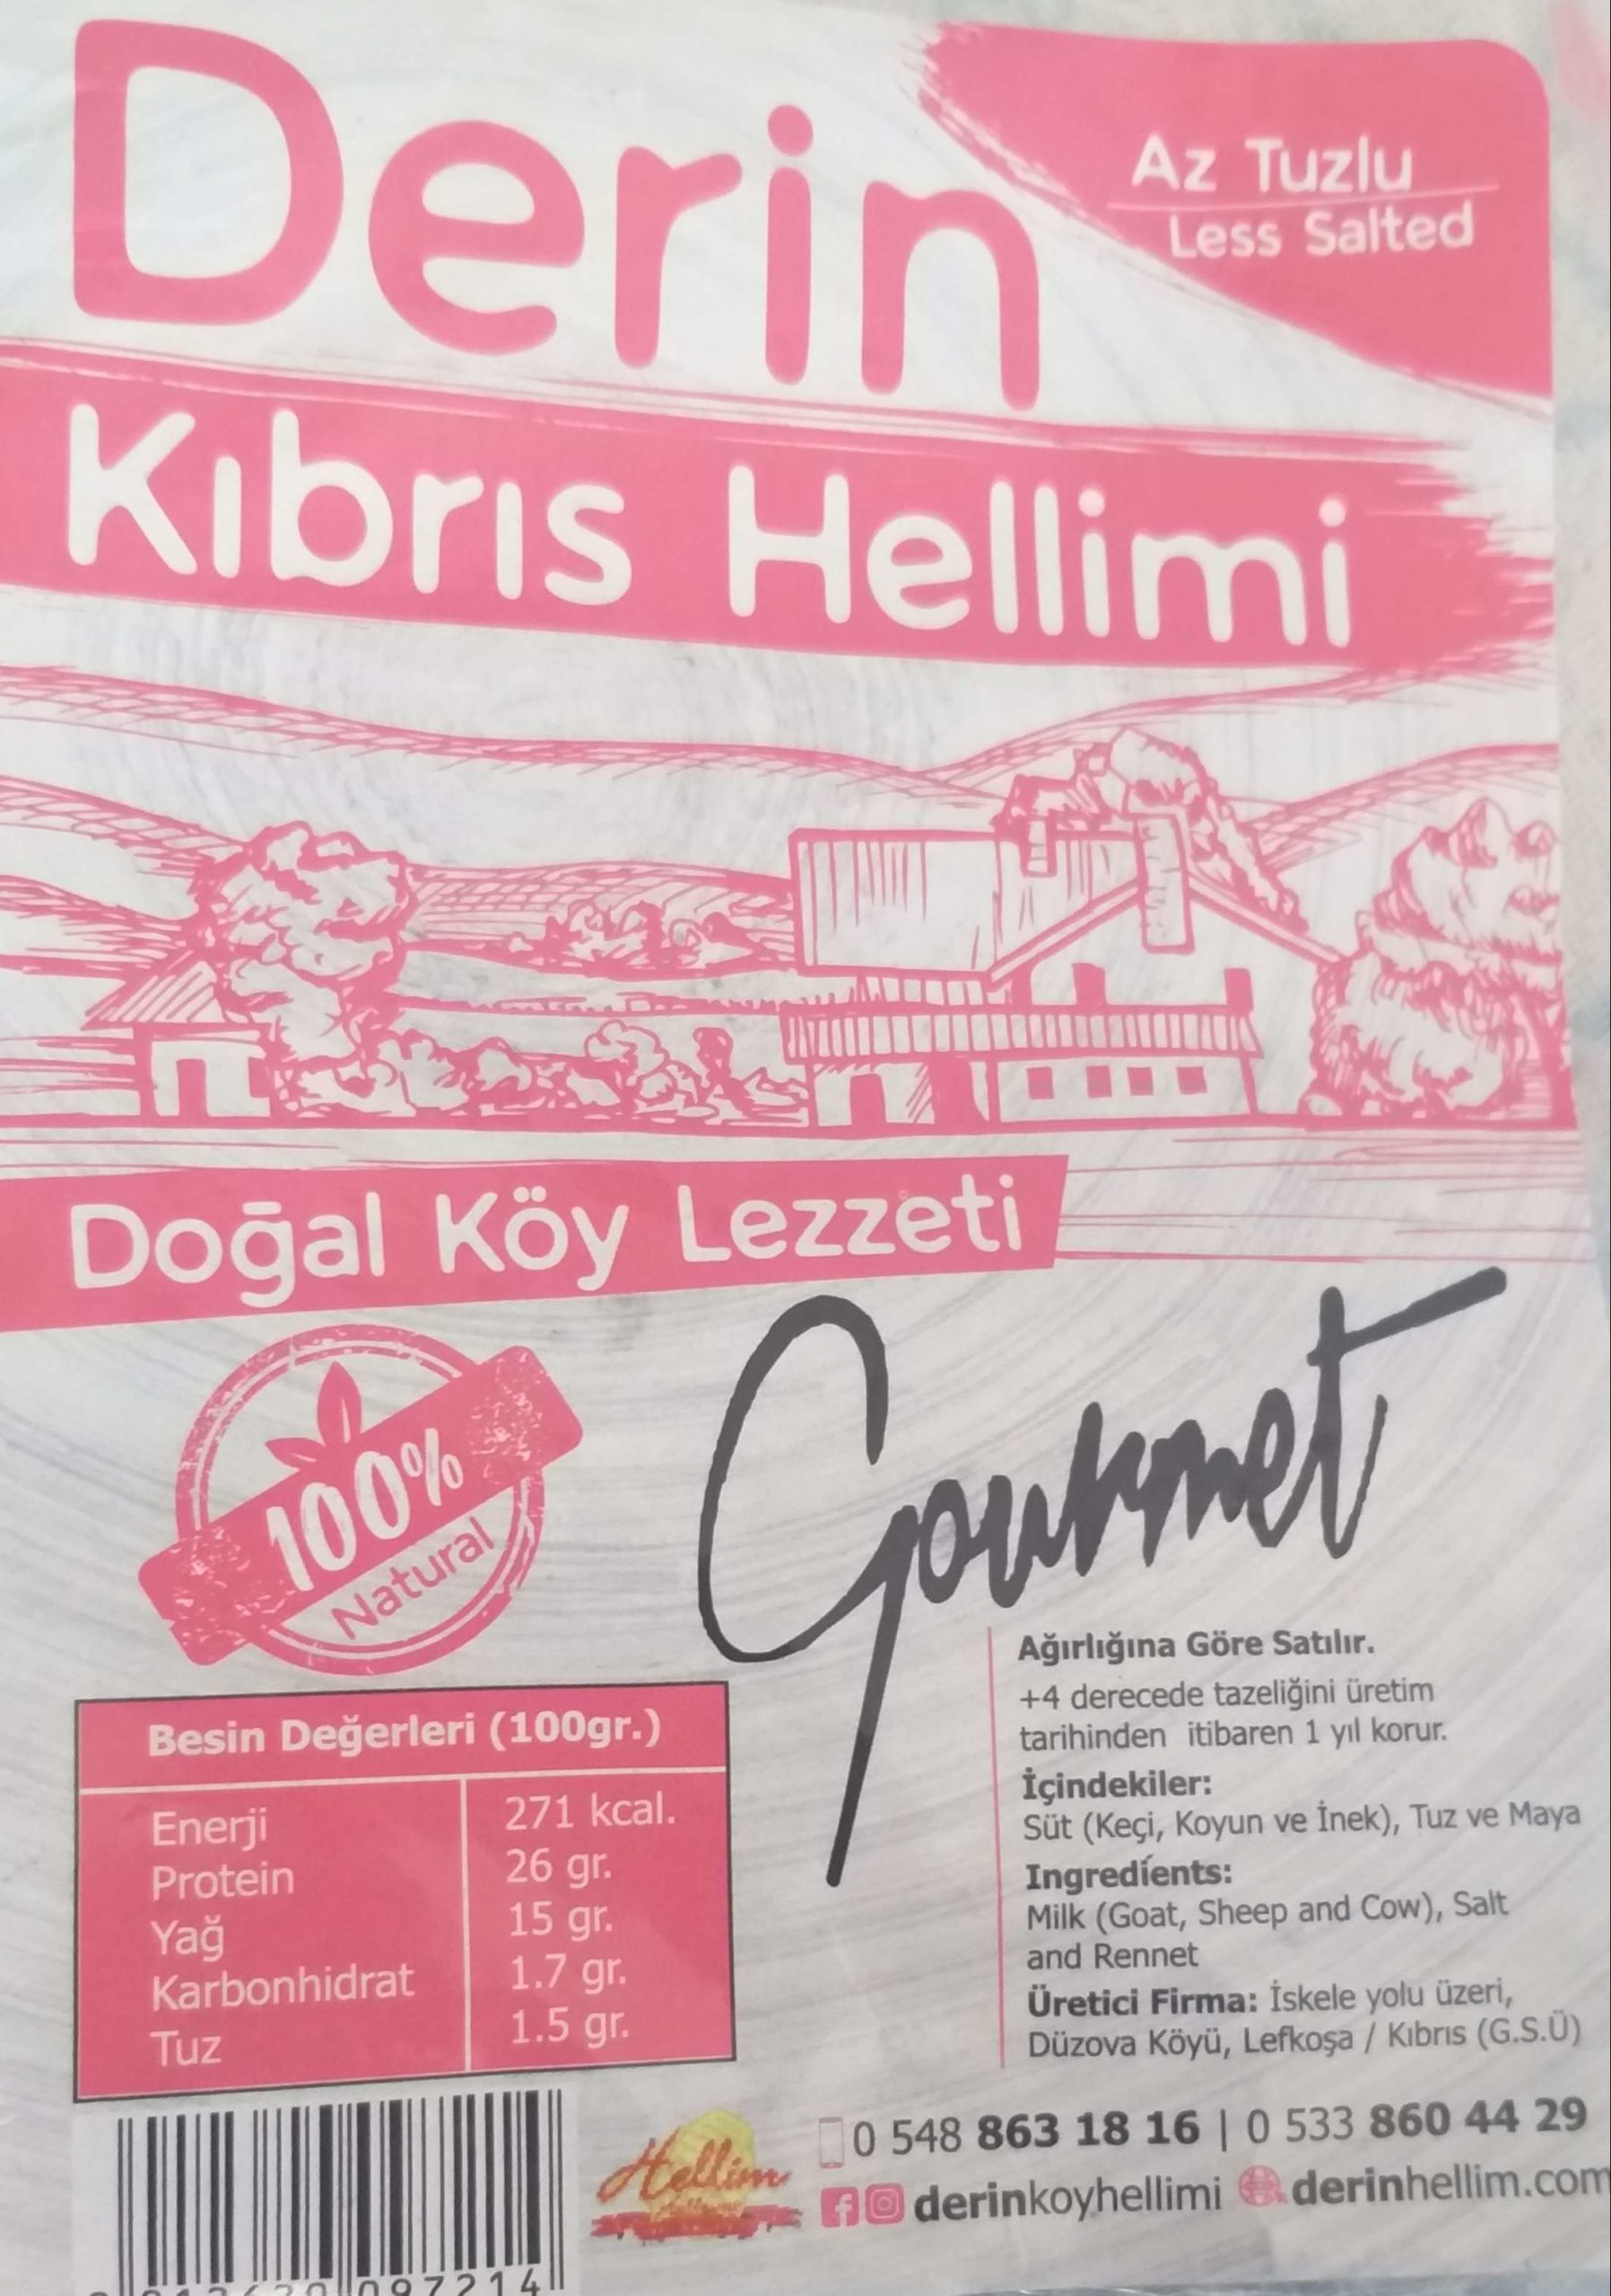 Derin
Az Tuzlu
Less Salted
Kıbrıs Hellimi
Doğal Köy Lezzeti
100%
Natural
Gourmet
Besin Değerleri (100gr.)
Enerji 271 kcal.
Protein 26 gr.
Yağ 15 gr.
Karbonhidrat 1.7 gr.
Tuz 1.5 gr.
Ağırlığına Göre Satılır.
+4 derecede tazeliğini üretim
tarihinden itibaren 1 yıl korur.
İçindekiler:
Süt (Keçi, Koyun ve İnek), Tuz ve Maya
Ingredients:
Milk (Goat, Sheep and Cow), Salt
and Rennet
Üretici Firma: İskele yolu üzeri,
Düzova Köyü, Lefkoşa / Kıbrıs (G.S.Ü)
Hellim
0 548 863 18 16 | 0 533 860 44 29
derinkoyhellimi derinhellim.com
097214